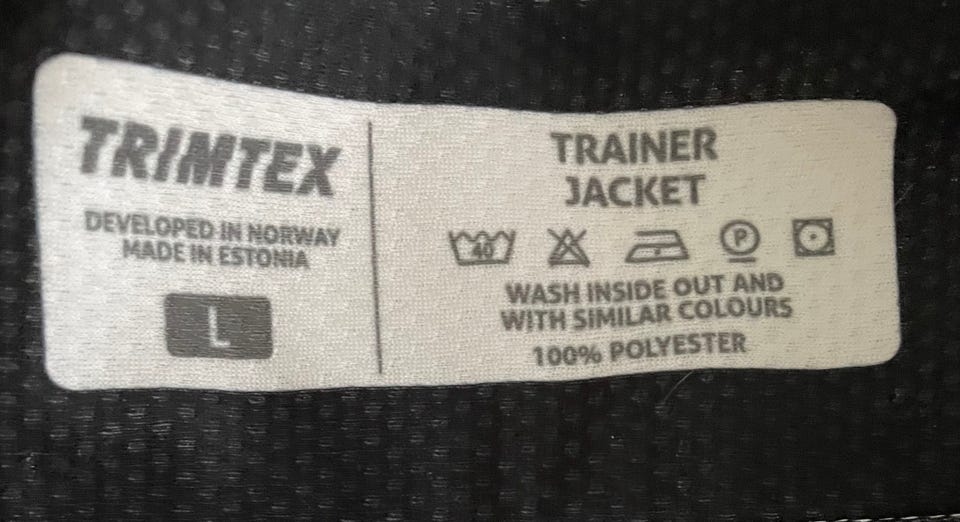 TRIMTEX
DEVELOPED IN NORWAY
MADE IN ESTONIA
L
TRAINER
JACKET
40
P
WASH INSIDE OUT AND
WITH SIMILAR COLOURS
100% POLYESTER